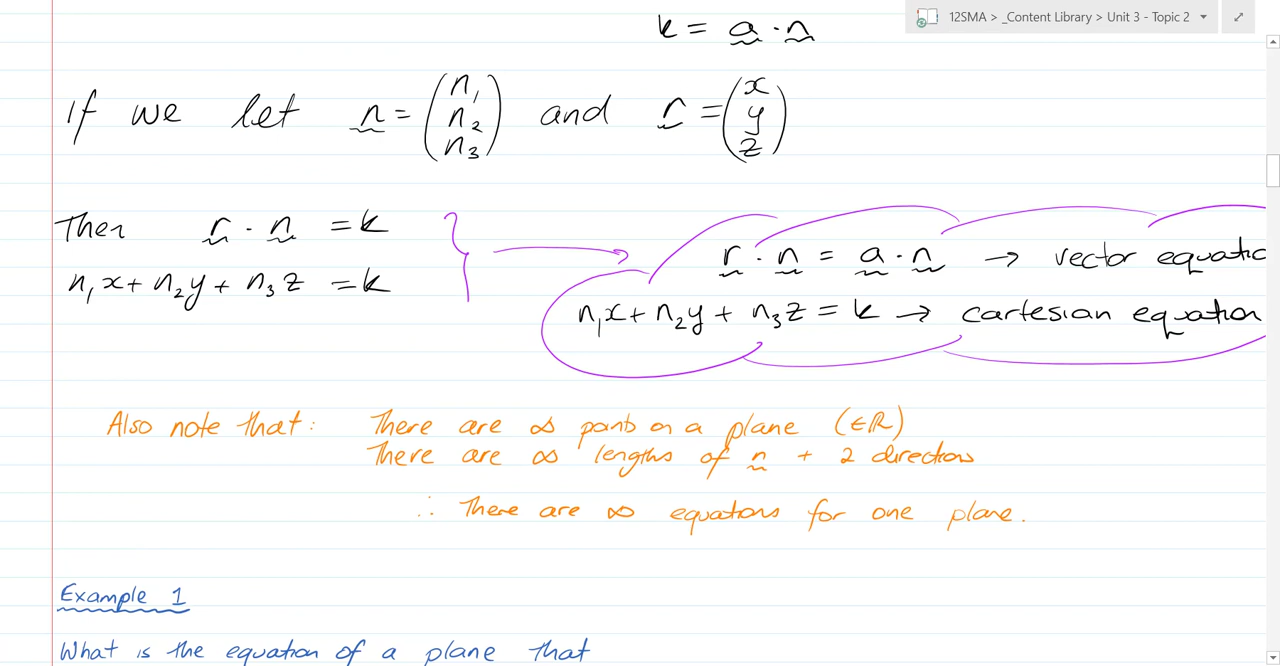 12SMA > _Content Library > Unit 3 - Topic 2
k = a · n
If we let n = (n₁ n₂ n₃) and r = (x y z)
Then r · n = k
n₁x + n₂y + n₃z = k
r · n = a · n → vector equatio
n₁x + n₂y + n₃z = k → cartesian equation
Also note that: There are ∞ points on a plane (∈ℝ)
There are ∞ lengths of n + 2 directions
∴ There are ∞ equations for one plane.
Example 1
What is the equation of a plane that